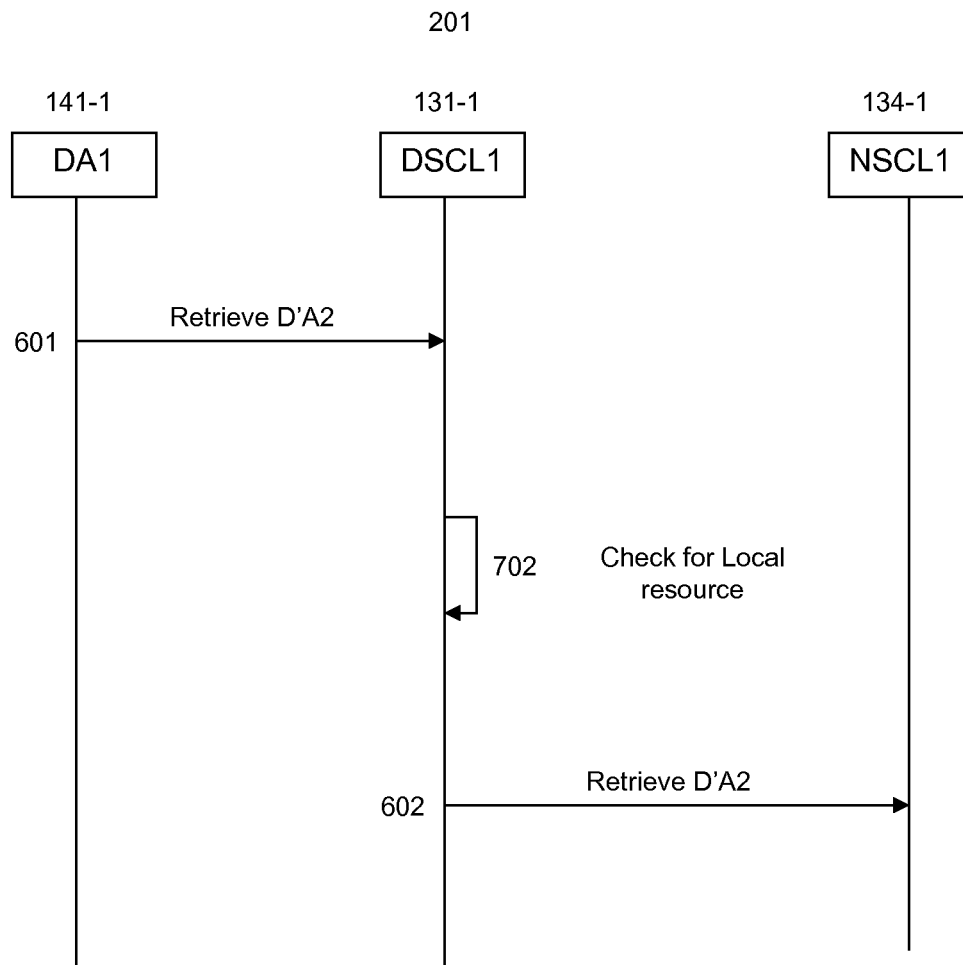 201
141-1
131-1
134-1
DA1
DSCL1
NSCL1
Retrieve D’A2
601
702
Check for Local
resource
Retrieve D’A2
602